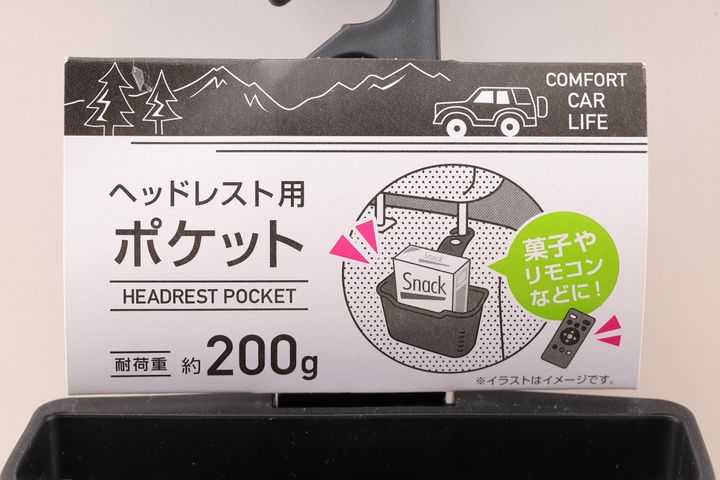 COMFORT
CAR
LIFE
ヘッドレスト用
ポケット
HEADREST POCKET
耐荷重 約200g
Snack
Snack
菓子や
リモコン
などに!
※イラストはイメージです。